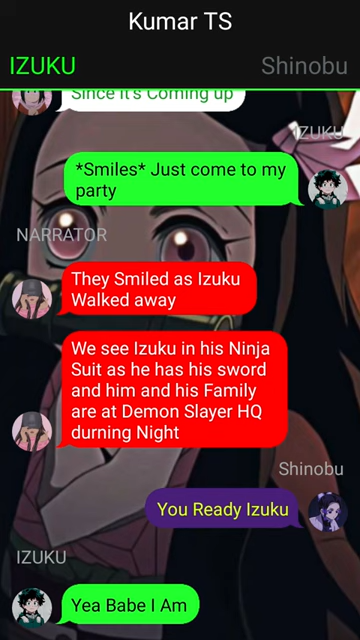 Kumar TS
IZUKU
Shinobu
Since It's Coming up
IZUKU
*Smiles* Just come to my
party
NARRATOR
They Smiled as Izuku
Walked away
We see Izuku in his Ninja
Suit as he has his sword
and him and his Family
are at Demon Slayer HQ
durning Night
Shinobu
You Ready Izuku
IZUKU
Yea Babe I Am